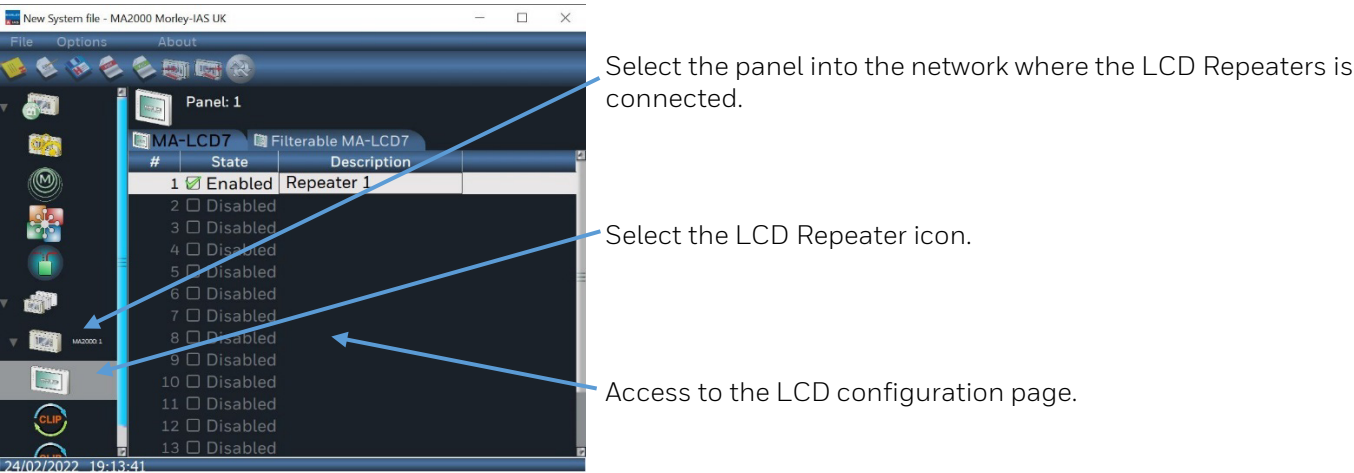 New System file - MA2000 Morley-IAS UK
File Options About
Panel: 1
MA-LCD7 Filterable MA-LCD7
# State Description
1 Enabled Repeater 1
2 Disabled
3 Disabled
4 Disabled
5 Disabled
6 Disabled
7 Disabled
8 Disabled
9 Disabled
10 Disabled
11 Disabled
12 Disabled
13 Disabled
MA2000: 1
CLIP
CLIP
24/02/2022 19:13:41
Select the panel into the network where the LCD Repeaters is
connected.
Select the LCD Repeater icon.
Access to the LCD configuration page.